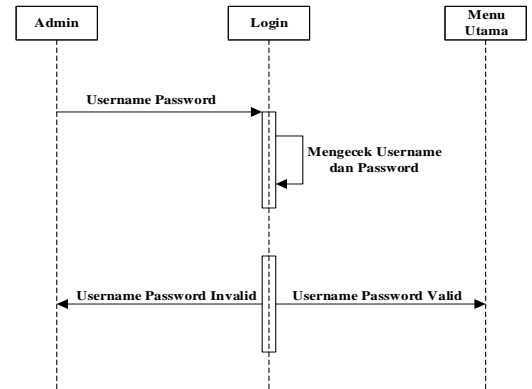 Admin
Login
Menu
Utama
Username Password
Mengecek Username
dan Password
Username Password Invalid
Username Password Valid